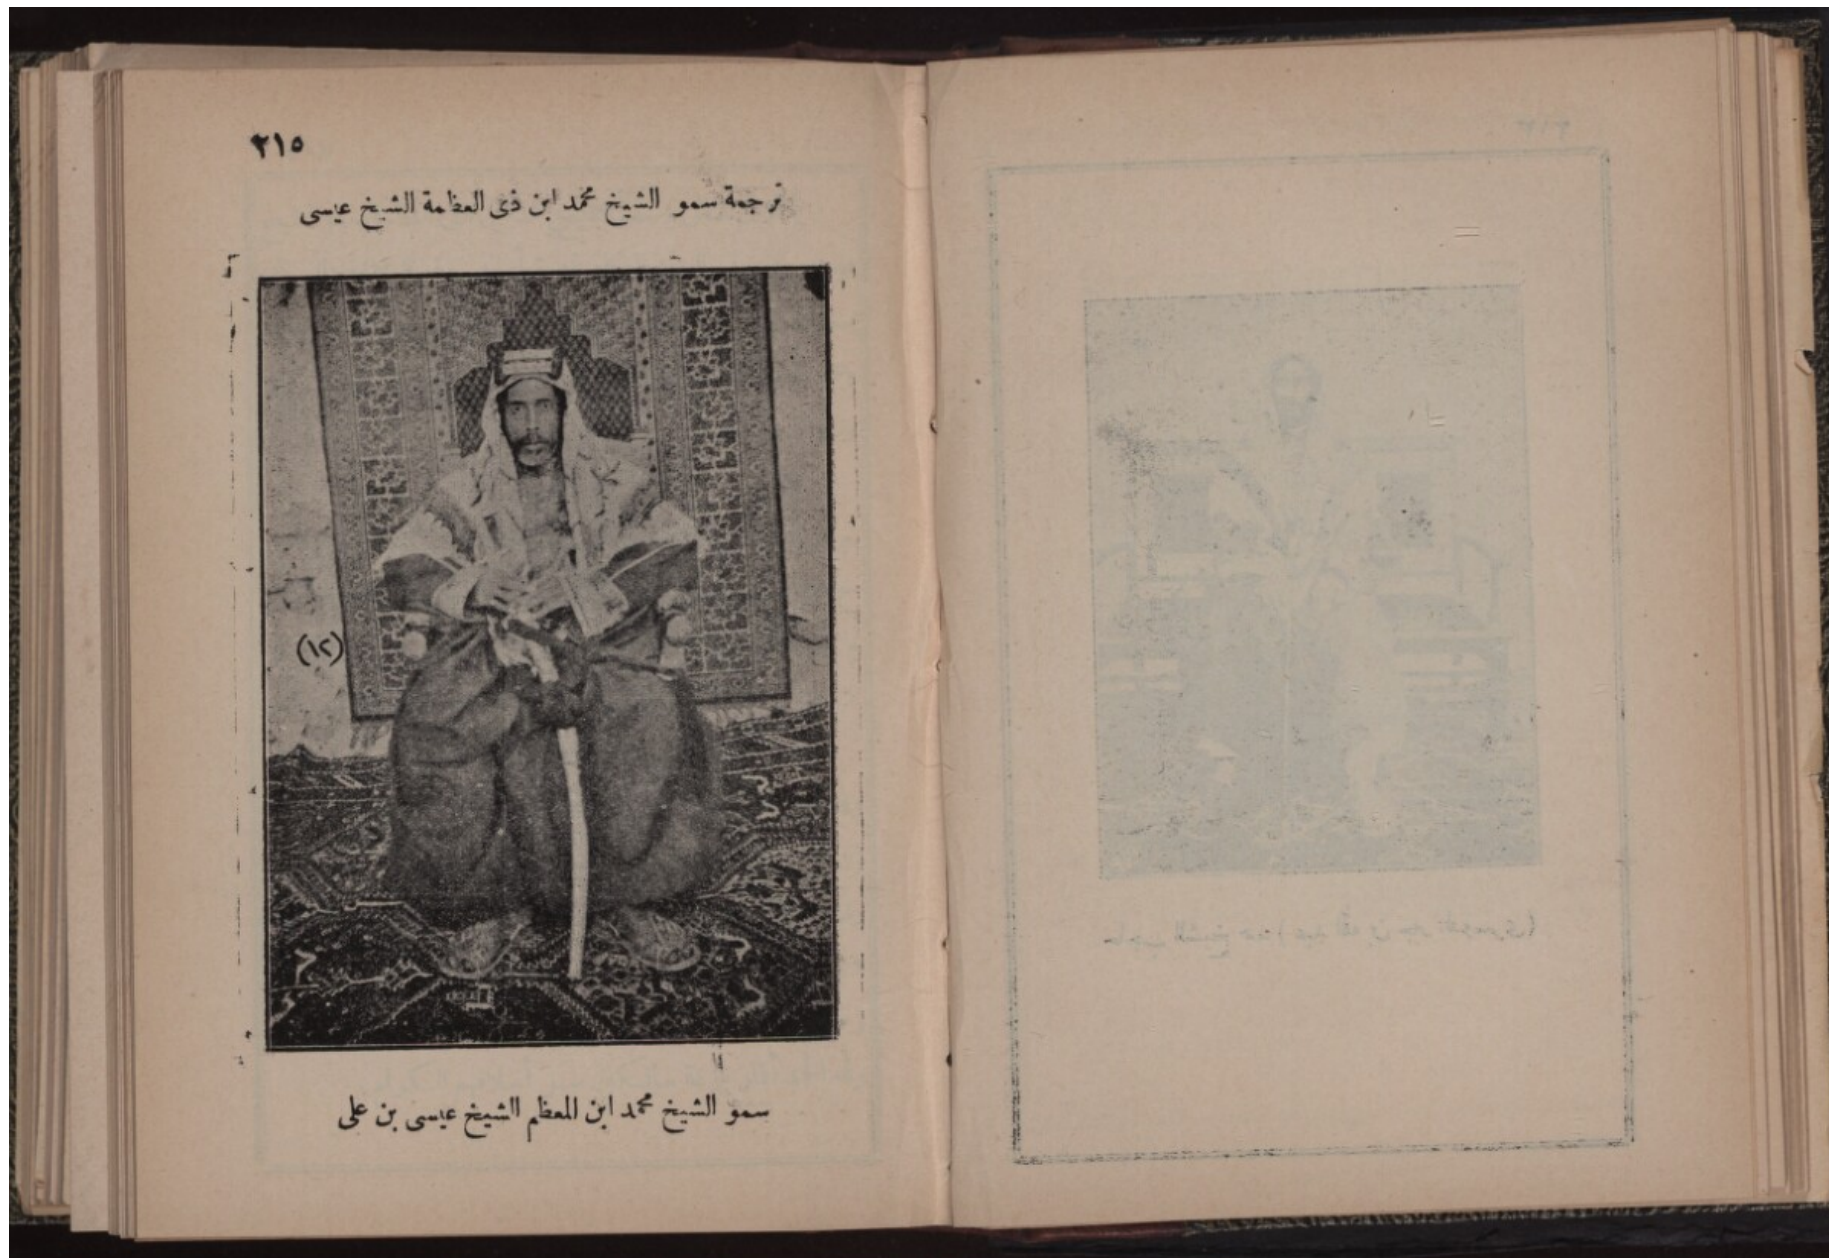 ٢١٥
ترجمة سمو الشيخ محمد ابن ذى العظمة الشيخ عيسى
(١٢)
سمو الشيخ محمد ابن المعظم الشيخ عيسى بن على